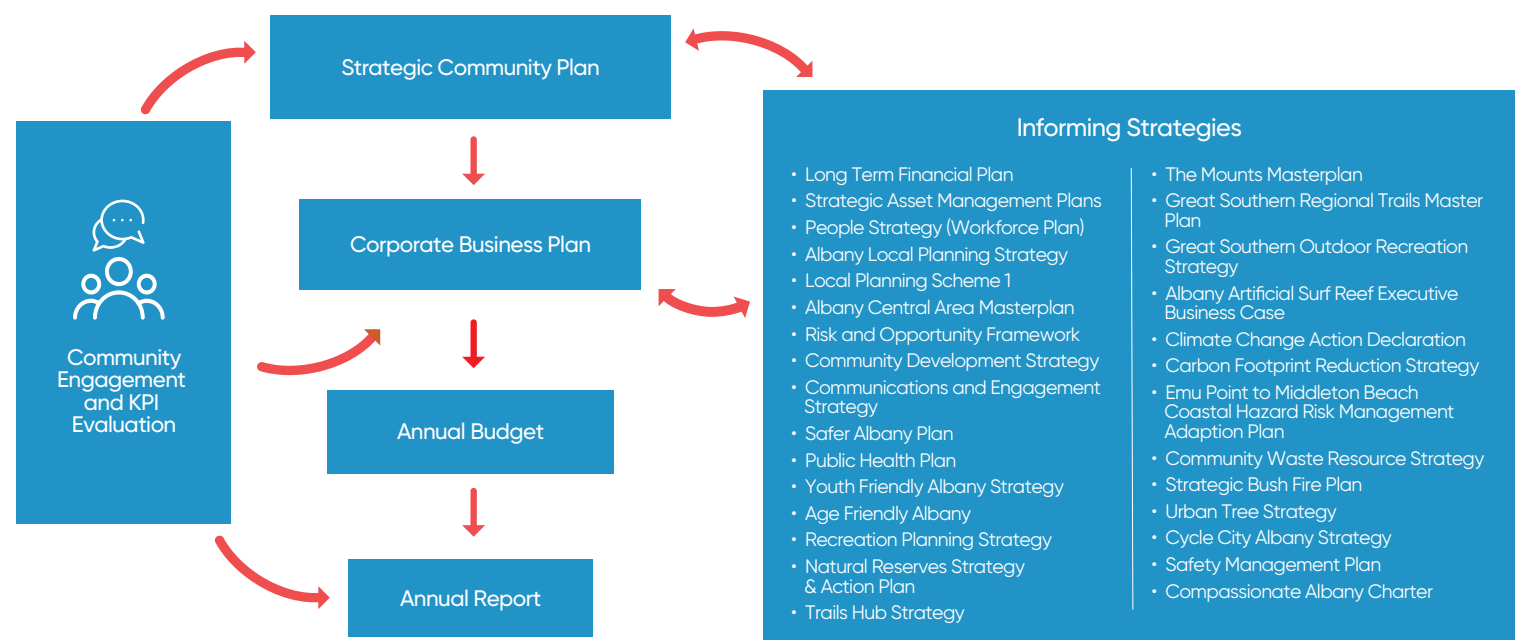 Strategic Community Plan
Community
Engagement
and KPI
Evaluation
Corporate Business Plan
Annual Budget
Annual Report
Informing Strategies
• Long Term Financial Plan
• Strategic Asset Management Plans
• People Strategy (Workforce Plan)
• Albany Local Planning Strategy
• Local Planning Scheme 1
• Albany Central Area Masterplan
• Risk and Opportunity Framework
• Community Development Strategy
• Communications and Engagement
Strategy
• Safer Albany Plan
• Public Health Plan
• Youth Friendly Albany Strategy
• Age Friendly Albany
• Recreation Planning Strategy
• Natural Reserves Strategy
& Action Plan
• Trails Hub Strategy
• The Mounts Masterplan
• Great Southern Regional Trails Master
Plan
• Great Southern Outdoor Recreation
Strategy
• Albany Artificial Surf Reef Executive
Business Case
• Climate Change Action Declaration
• Carbon Footprint Reduction Strategy
• Emu Point to Middleton Beach
Coastal Hazard Risk Management
Adaption Plan
• Community Waste Resource Strategy
• Strategic Bush Fire Plan
• Urban Tree Strategy
• Cycle City Albany Strategy
• Safety Management Plan
• Compassionate Albany Charter